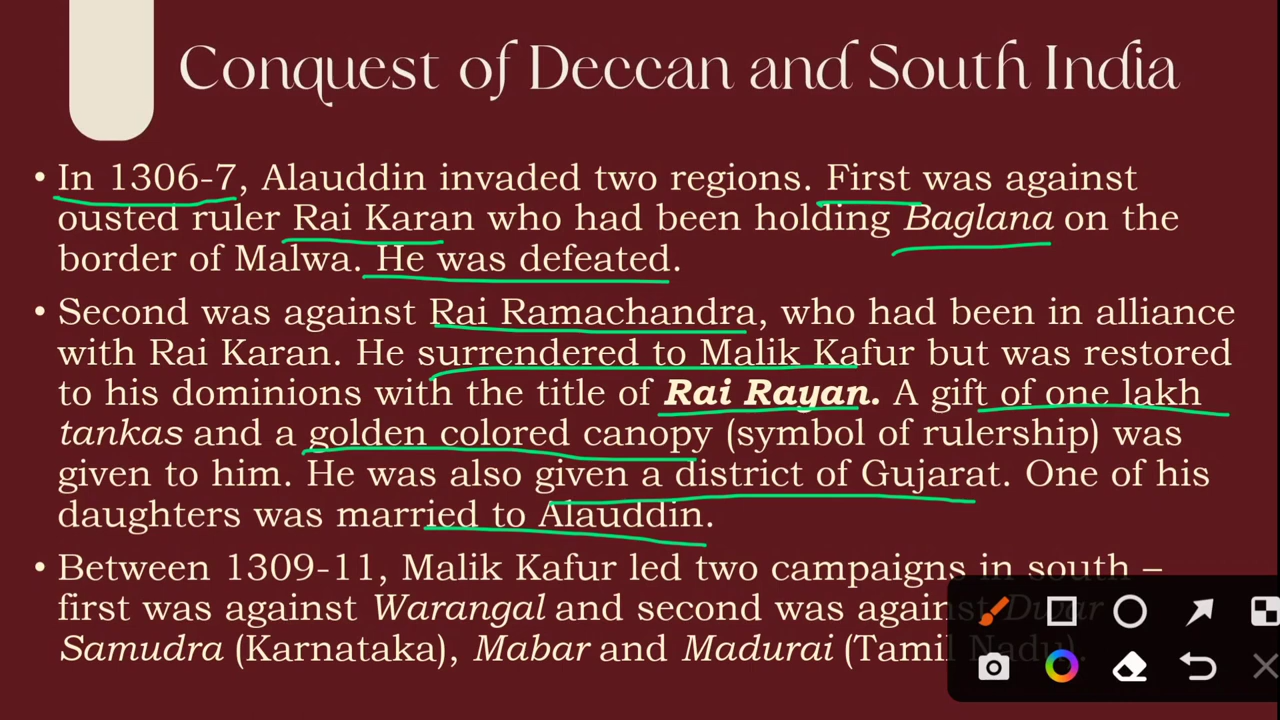 Conquest of Deccan and South India
• In 1306-7, Alauddin invaded two regions. First was against
ousted ruler Rai Karan who had been holding Baglana on the
border of Malwa. He was defeated.
• Second was against Rai Ramachandra, who had been in alliance
with Rai Karan. He surrendered to Malik Kafur but was restored
to his dominions with the title of Rai Rayan. A gift of one lakh
tankas and a golden colored canopy (symbol of rulership) was
given to him. He was also given a district of Gujarat. One of his
daughters was married to Alauddin.
• Between 1309-11, Malik Kafur led two campaigns in south –
first was against Warangal and second was against Dwar
Samudra (Karnataka), Mabar and Madurai (Tamil Nadu).